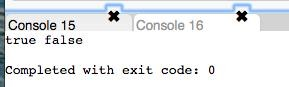 Console 15 Console 16
true false
Completed with exit code: 0